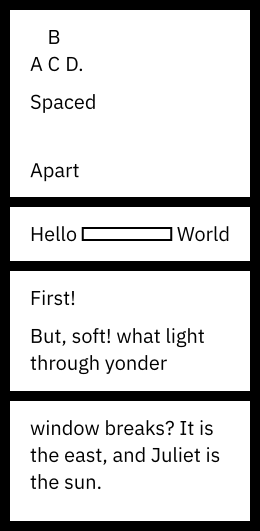 B
A C D.
Spaced
Apart
Hello World
First!
But, soft! what light
through yonder
window breaks? It is
the east, and Juliet is
the sun.